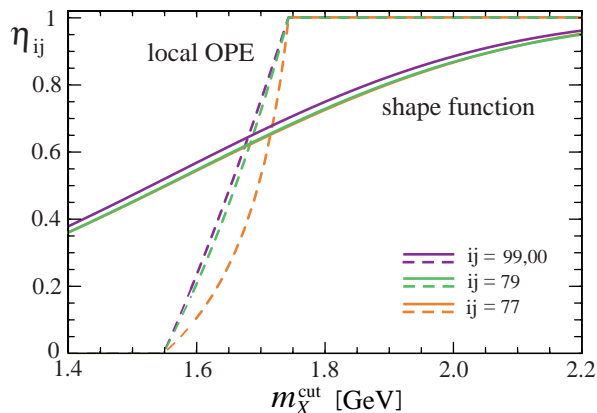 η_ij
1
0.8
0.6
0.4
0.2
0
local OPE
shape function
ij = 99,00
ij = 79
ij = 77
1.4 1.6 1.8 2.0 2.2
m_X^cut [GeV]